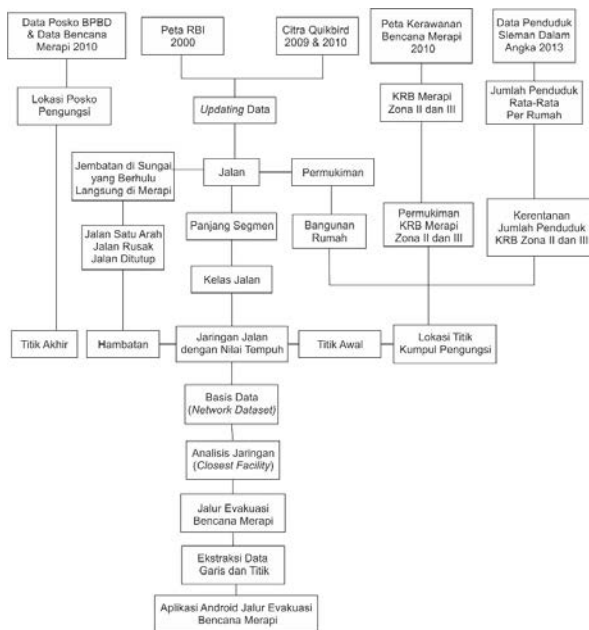 Data Posko BPBD
& Data Bencana
Merapi 2010
Peta RBI
2000
Citra Quikbird
2009 & 2010
Peta Kerawanan
Bencana Merapi
2010
Data Penduduk
Sleman Dalam
Angka 2013
Lokasi Posko
Pengungsi
Updating Data
KRB Merapi
Zona II dan III
Jumlah Penduduk
Rata-Rata
Per Rumah
Jembatan di Sungai
yang Berhulu
Langsung di Merapi
Jalan
Permukiman
Jalan Satu Arah
Jalan Rusak
Jalan Ditutup
Panjang Segmen
Bangunan
Rumah
Permukiman
KRB Merapi
Zona II dan III
Kerentanan
Jumlah Penduduk
KRB Zona II dan III
Kelas Jalan
Titik Akhir
Hambatan
Jaringan Jalan
dengan Nilai Tempuh
Titik Awal
Lokasi Titik
Kumpul Pengungsi
Basis Data
(Network Dataset)
Analisis Jaringan
(Closest Facility)
Jalur Evakuasi
Bencana Merapi
Ekstraksi Data
Garis dan Titik
Aplikasi Android Jalur Evakuasi
Bencana Merapi